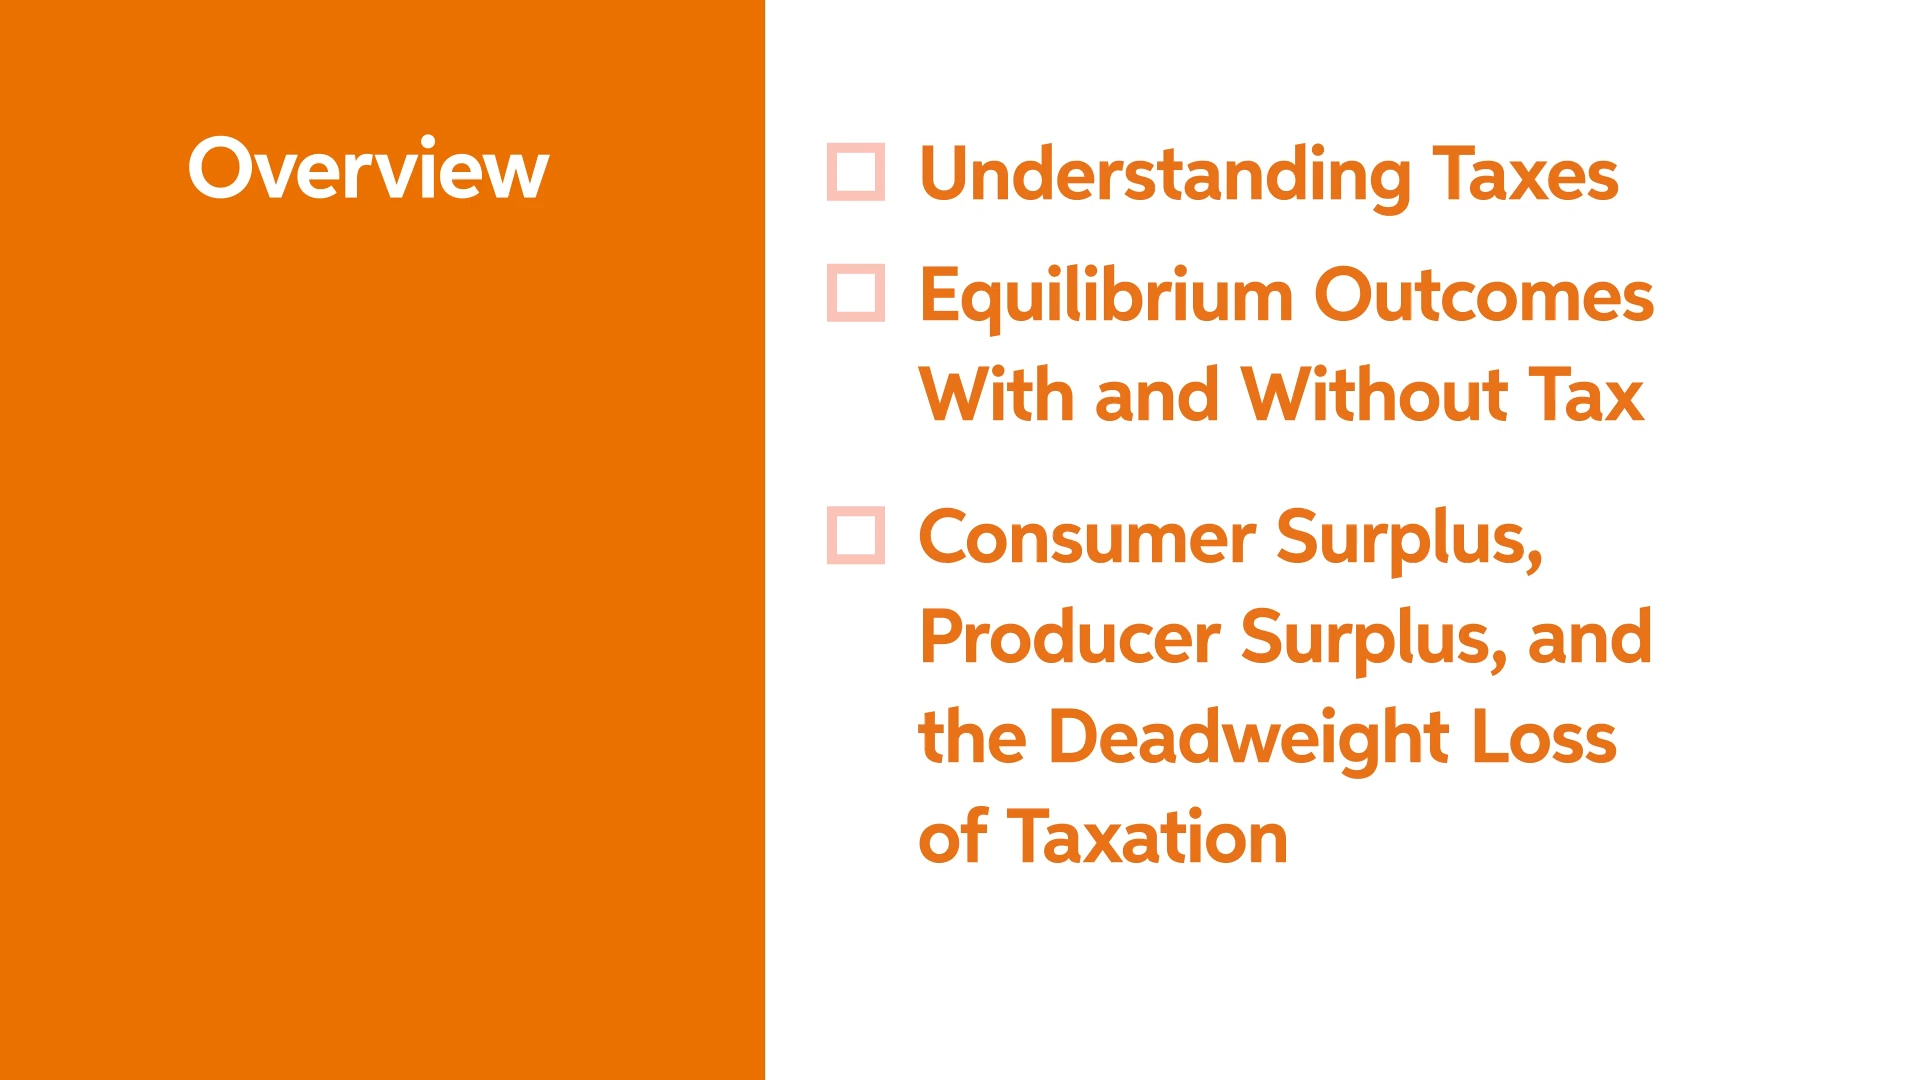 Overview
Understanding Taxes
Equilibrium Outcomes
With and Without Tax
Consumer Surplus,
Producer Surplus, and
the Deadweight Loss
of Taxation